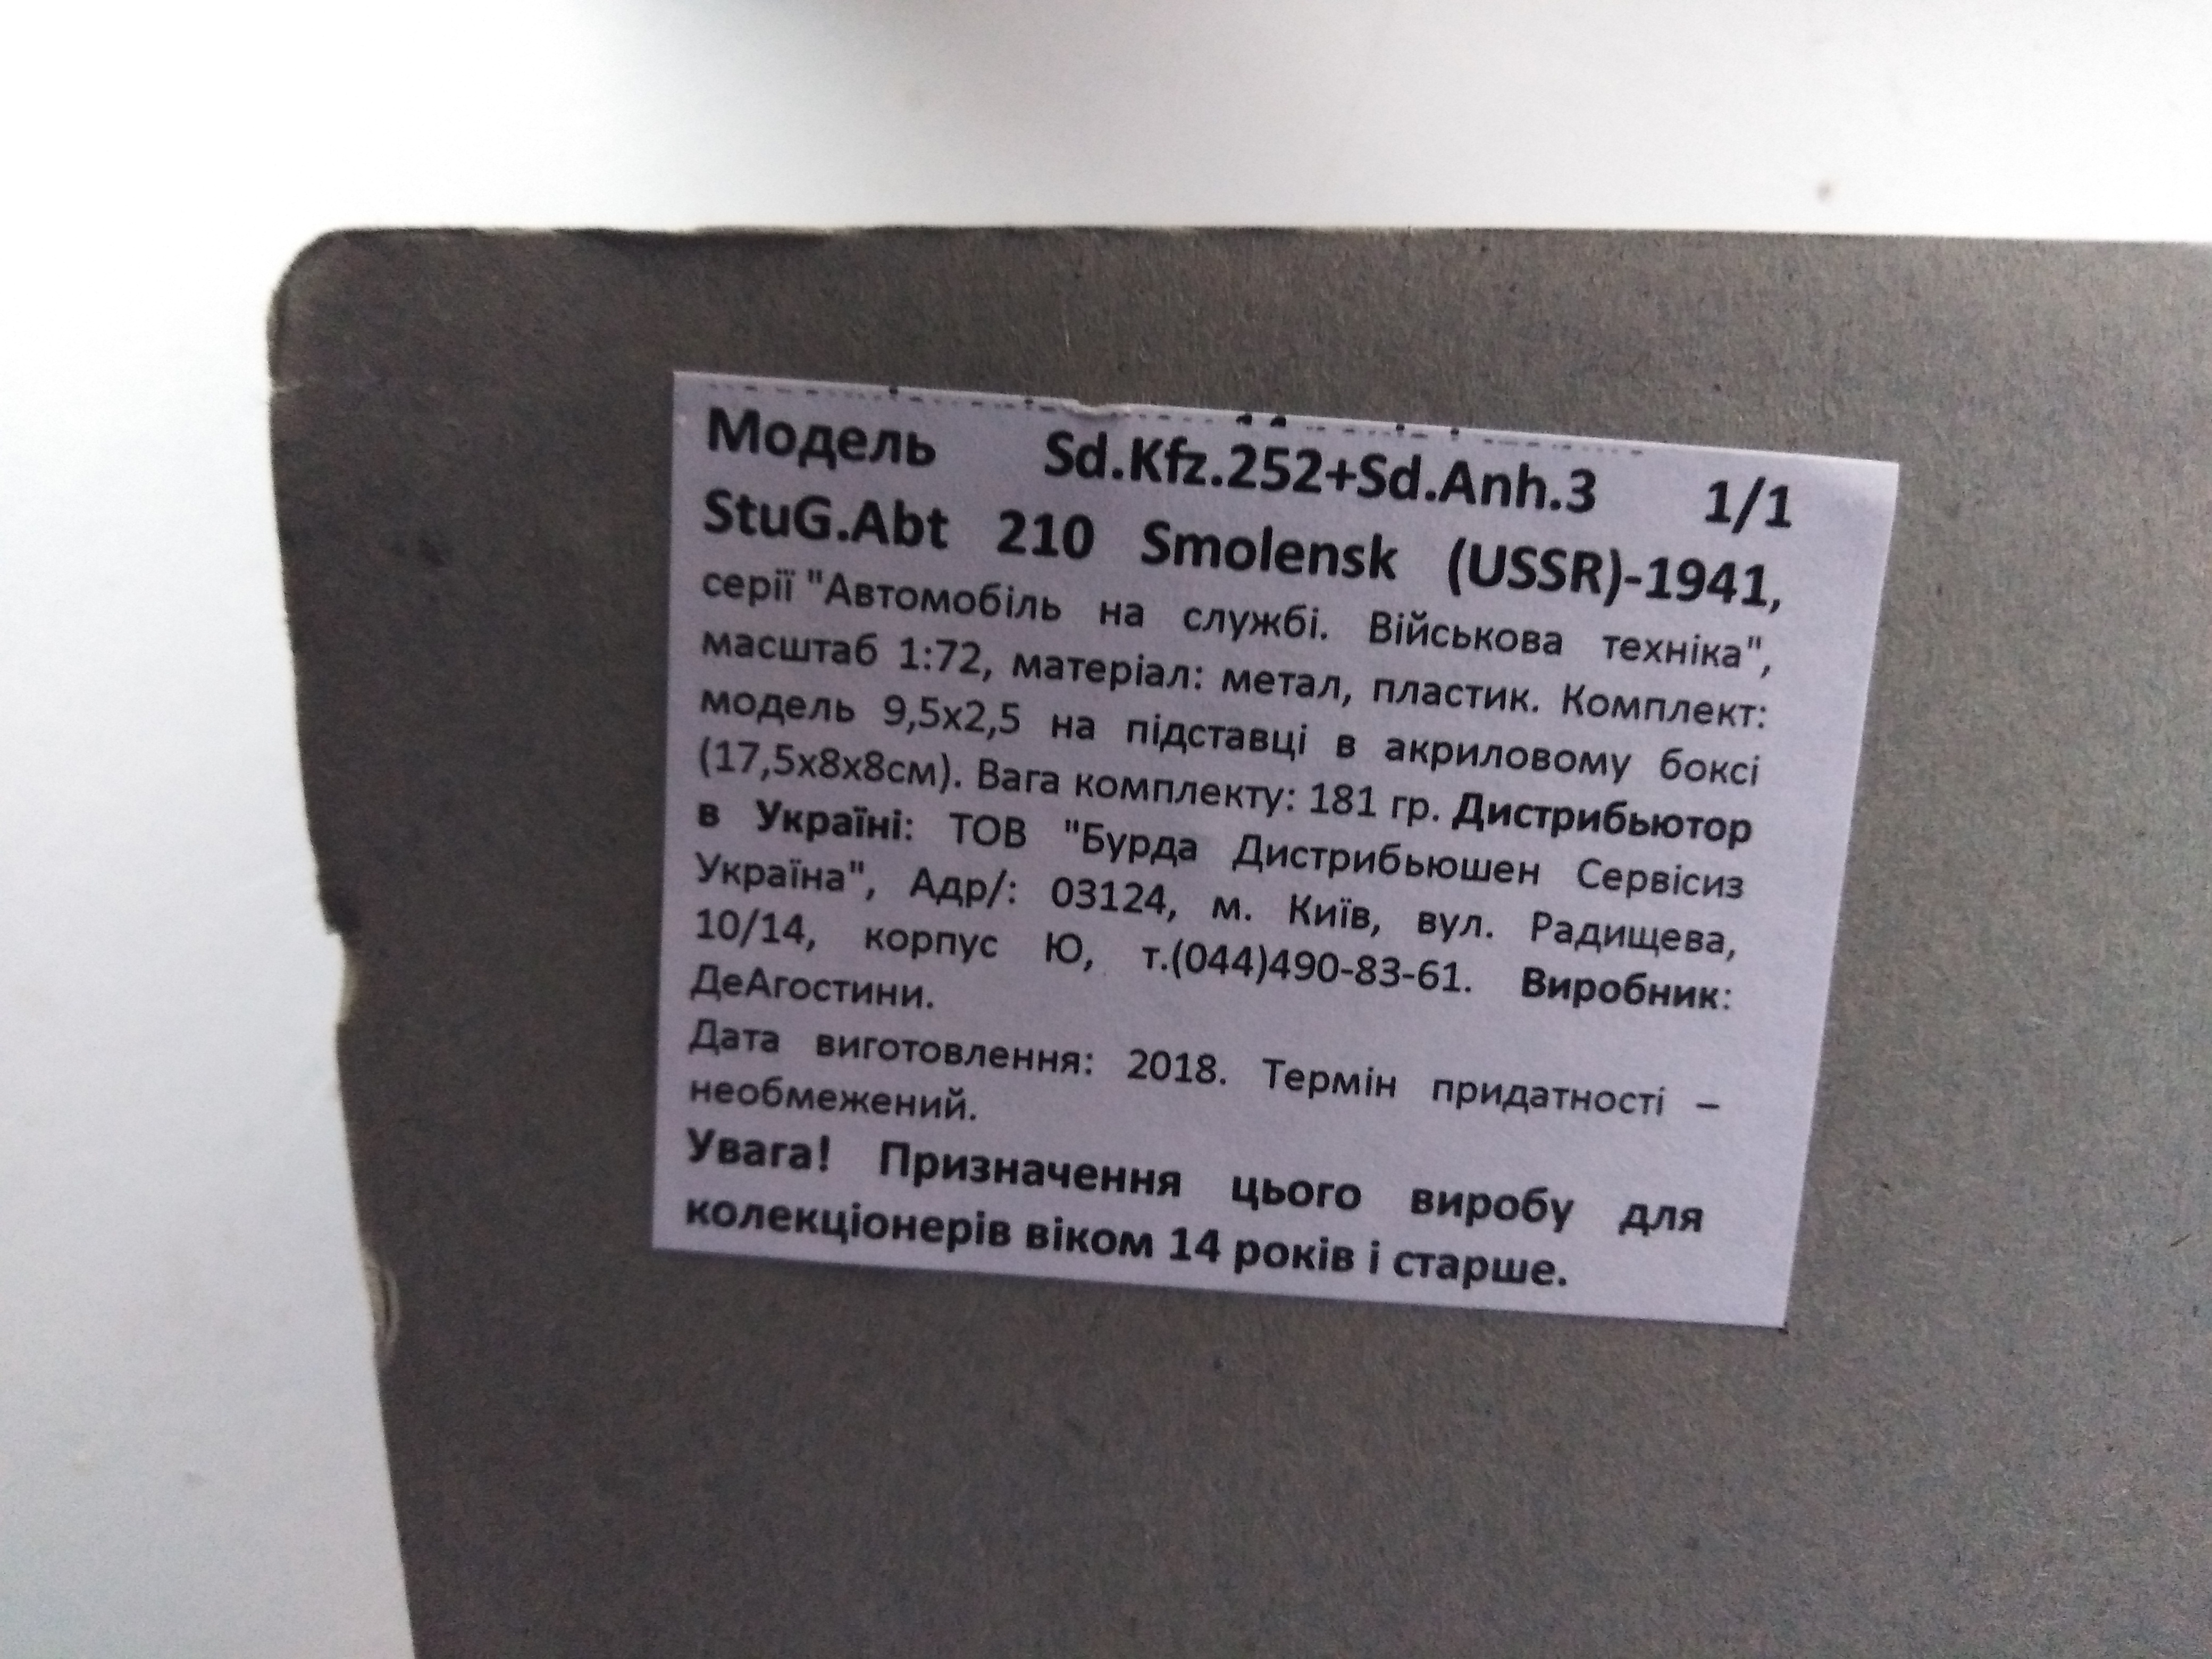 Модель Sd.Kfz.252+Sd.Anh.3 1/1
StuG.Abt 210 Smolensk (USSR)-1941,
серії "Автомобіль на службі. Військова техніка",
масштаб 1:72, матеріал: метал, пластик. Комплект:
модель 9,5х2,5 на підставці в акриловому боксі
(17,5х8х8см). Вага комплекту: 181 гр. Дистрибьютор
в Україні: ТОВ "Бурда Дистрибьюшен Сервісиз
Україна", Адр/: 03124, м. Київ, вул. Радищева,
10/14, корпус Ю, т.(044)490-83-61. Виробник:
ДеАгостини.
Дата виготовлення: 2018. Термін придатності –
необмежений.
Увага! Призначення цього виробу для
колекціонерів віком 14 років і старше.